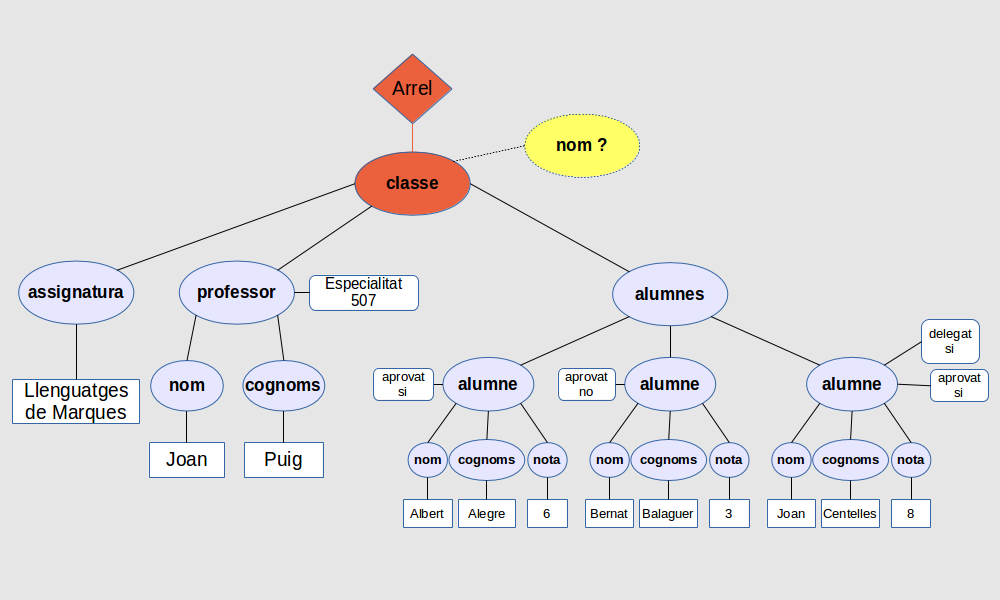 Arrel
nom ?
classe
assignatura
professor
Especialitat
507
alumnes
delegat
si
Llenguatges
de Marques
nom
cognoms
aprovat
si
alumne
aprovat
no
alumne
alumne
aprovat
si
Joan
Puig
nom
cognoms
nota
nom
cognoms
nota
nom
cognoms
nota
Albert
Alegre
6
Bernat
Balaguer
3
Joan
Centelles
8